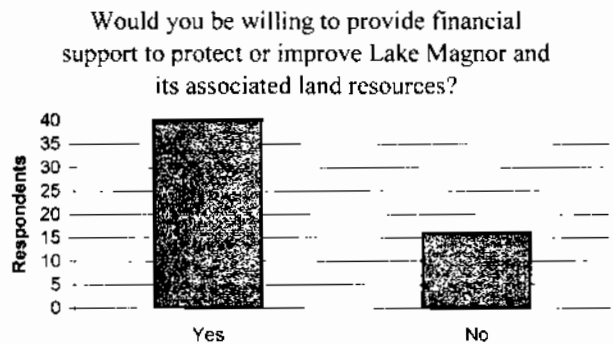 Would you be willing to provide financial
support to protect or improve Lake Magnor and
its associated land resources?
40
35
30
25
20
15
10
5
0
Respondents
Yes No